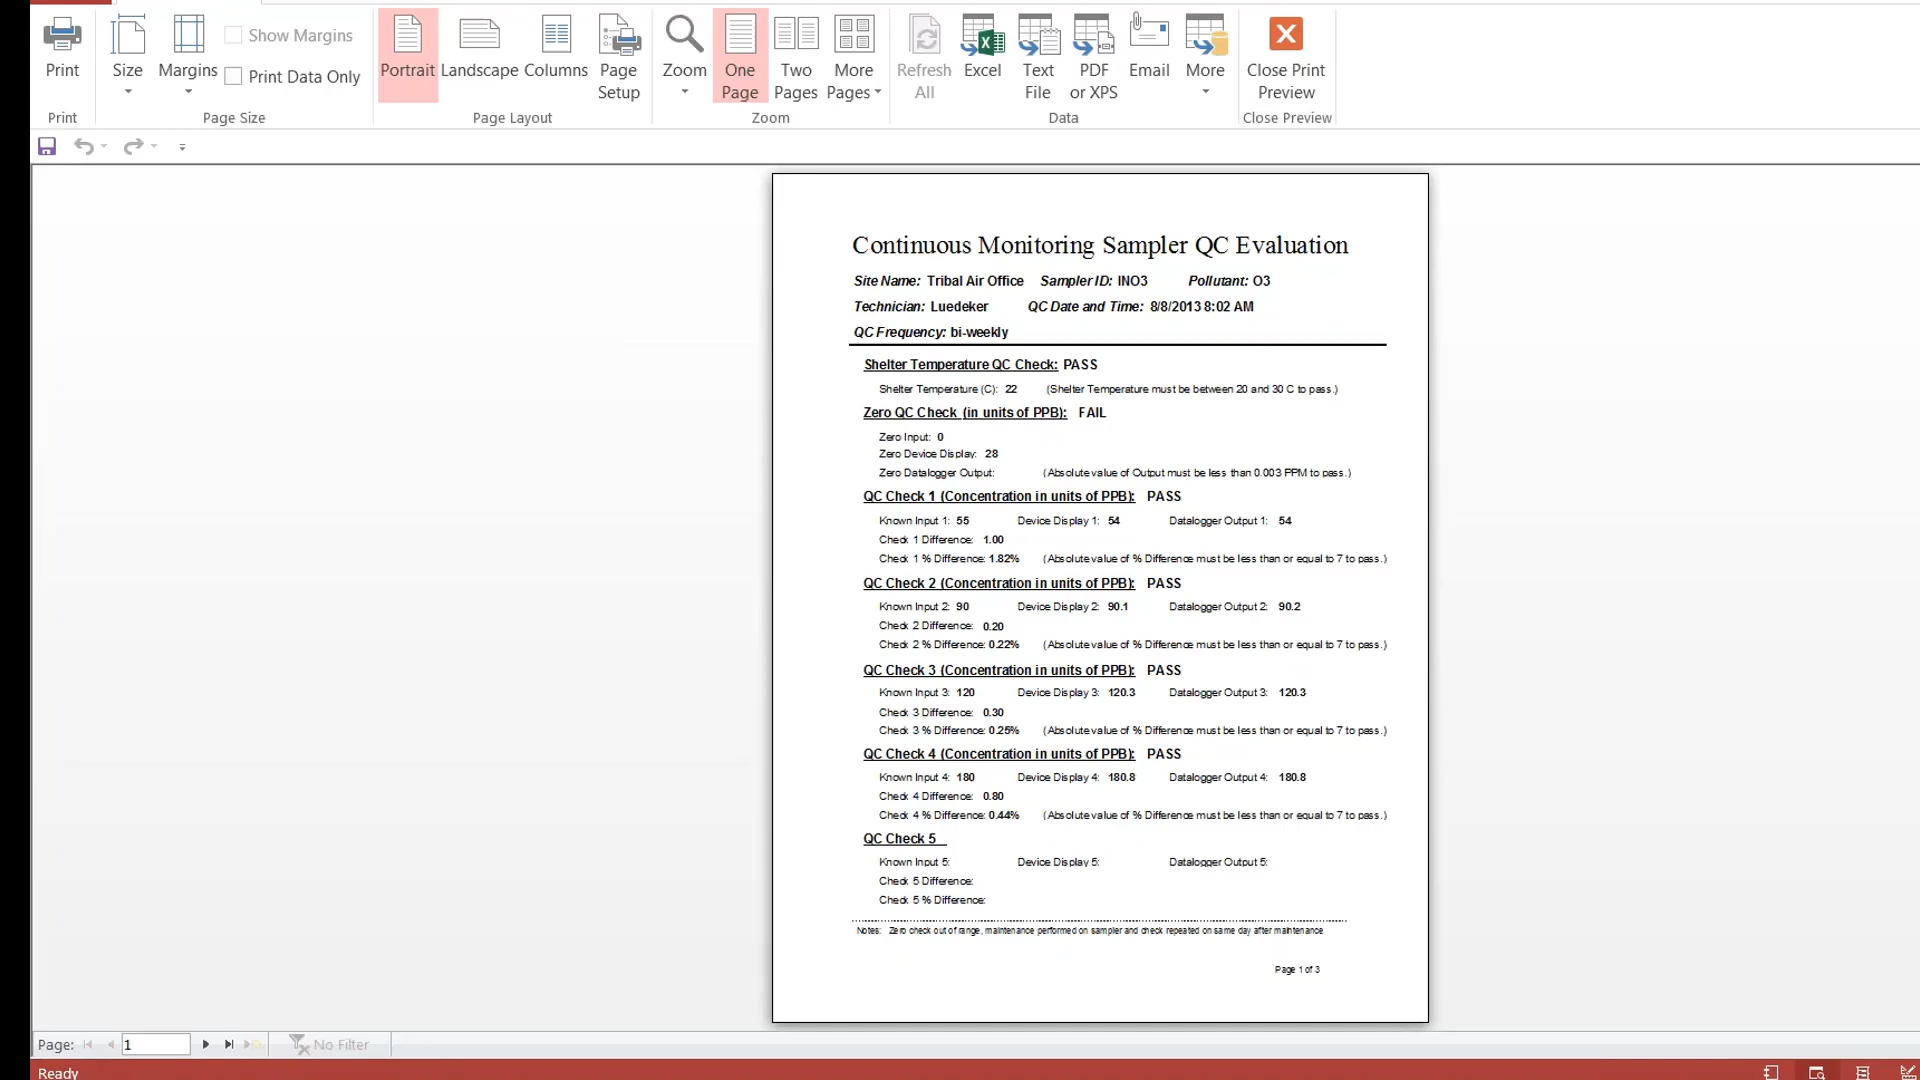 Print
Size
Margins
Show Margins
Print Data Only
Portrait
Landscape
Columns
Page Setup
Zoom
One Page
Two Pages
More Pages
Refresh All
Excel
Text File
PDF or XPS
Email
More
Close Print Preview
Print
Page Size
Page Layout
Zoom
Data
Close Preview
Continuous Monitoring Sampler QC Evaluation
Site Name: Tribal Air Office Sampler ID: INO3 Pollutant: O3
Technician: Luedeker QC Date and Time: 8/8/2013 8:02 AM
QC Frequency: bi-weekly
Shelter Temperature QC Check: PASS
Shelter Temperature (C): 22 (Shelter Temperature must be between 20 and 30 C to pass.)
Zero QC Check (in units of PPB): FAIL
Zero Input: 0
Zero Device Display: 28
Zero Datalogger Output: (Absolute value of Output must be less than 0.003 PPM to pass.)
QC Check 1 (Concentration in units of PPB): PASS
Known Input 1: 55 Device Display 1: 54 Datalogger Output 1: 54
Check 1 Difference: 1.00
Check 1 % Difference: 1.82% (Absolute value of % Difference must be less than or equal to 7 to pass.)
QC Check 2 (Concentration in units of PPB): PASS
Known Input 2: 90 Device Display 2: 90.1 Datalogger Output 2: 90.2
Check 2 Difference: 0.20
Check 2 % Difference: 0.22% (Absolute value of % Difference must be less than or equal to 7 to pass.)
QC Check 3 (Concentration in units of PPB): PASS
Known Input 3: 120 Device Display 3: 120.3 Datalogger Output 3: 120.3
Check 3 Difference: 0.30
Check 3 % Difference: 0.25% (Absolute value of % Difference must be less than or equal to 7 to pass.)
QC Check 4 (Concentration in units of PPB): PASS
Known Input 4: 180 Device Display 4: 180.8 Datalogger Output 4: 180.8
Check 4 Difference: 0.80
Check 4 % Difference: 0.44% (Absolute value of % Difference must be less than or equal to 7 to pass.)
QC Check 5
Known Input 5: Device Display 5: Datalogger Output 5:
Check 5 Difference:
Check 5 % Difference:
Notes: Zero check out of range, maintenance performed on sampler and check repeated on same day after maintenance
Page 1 of 3
Page: 1 No Filter
Ready